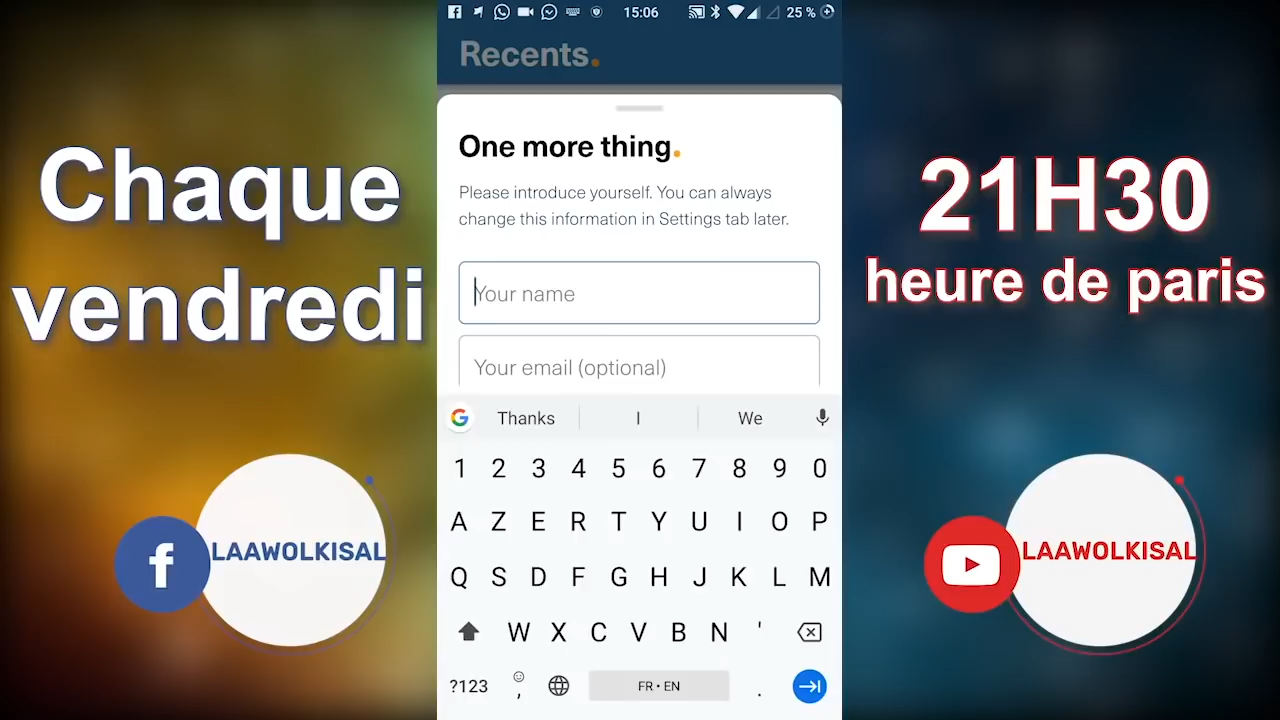 Chaque
vendredi
LAAWOLKISAL
15:06
25 %
Recents.
One more thing.
Please introduce yourself. You can always
change this information in Settings tab later.
Your name
Your email (optional)
Thanks I We
1 2 3 4 5 6 7 8 9 0
A Z E R T Y U I O P
Q S D F G H J K L M
W X C V B N '
?123 , FR • EN .
21H30
heure de paris
LAAWOLKISAL